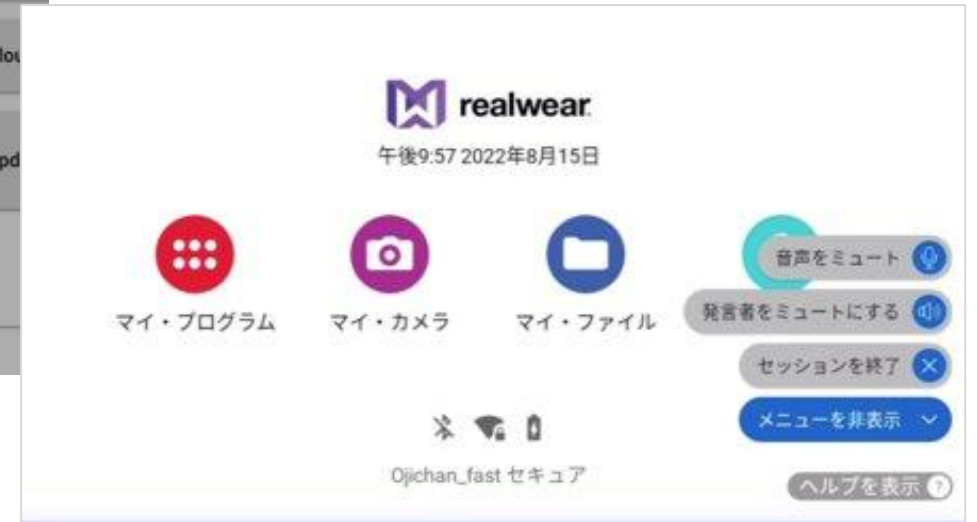 realwear
午後9:57 2022年8月15日
音声をミュート
マイ・プログラム
マイ・カメラ
マイ・ファイル
発言者をミュートにする
セッションを終了
メニューを非表示
Ojichan_fast セキュア
ヘルプを表示 ?